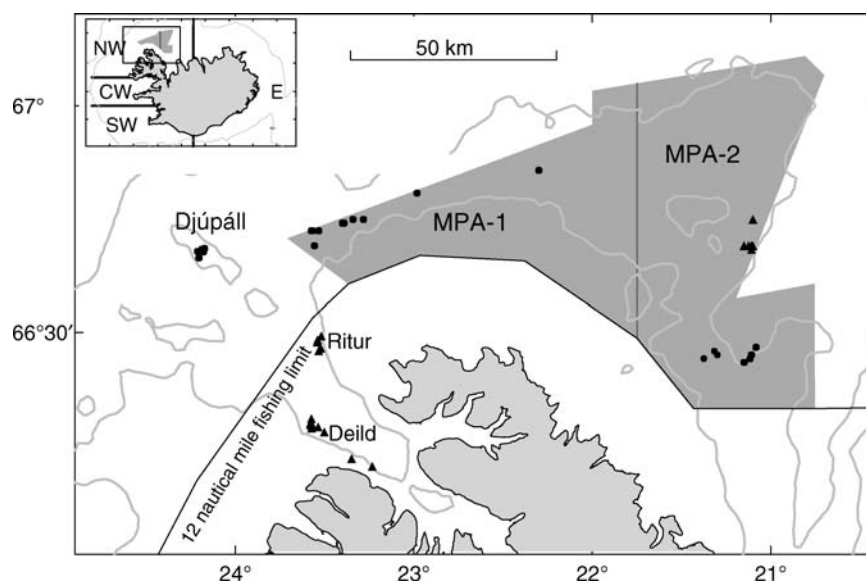 NW
CW
SW
E
50 km
67°
MPA-2
MPA-1
Djúpáll
66°30′
Ritur
Deild
12 nautical mile fishing limit
24°
23°
22°
21°